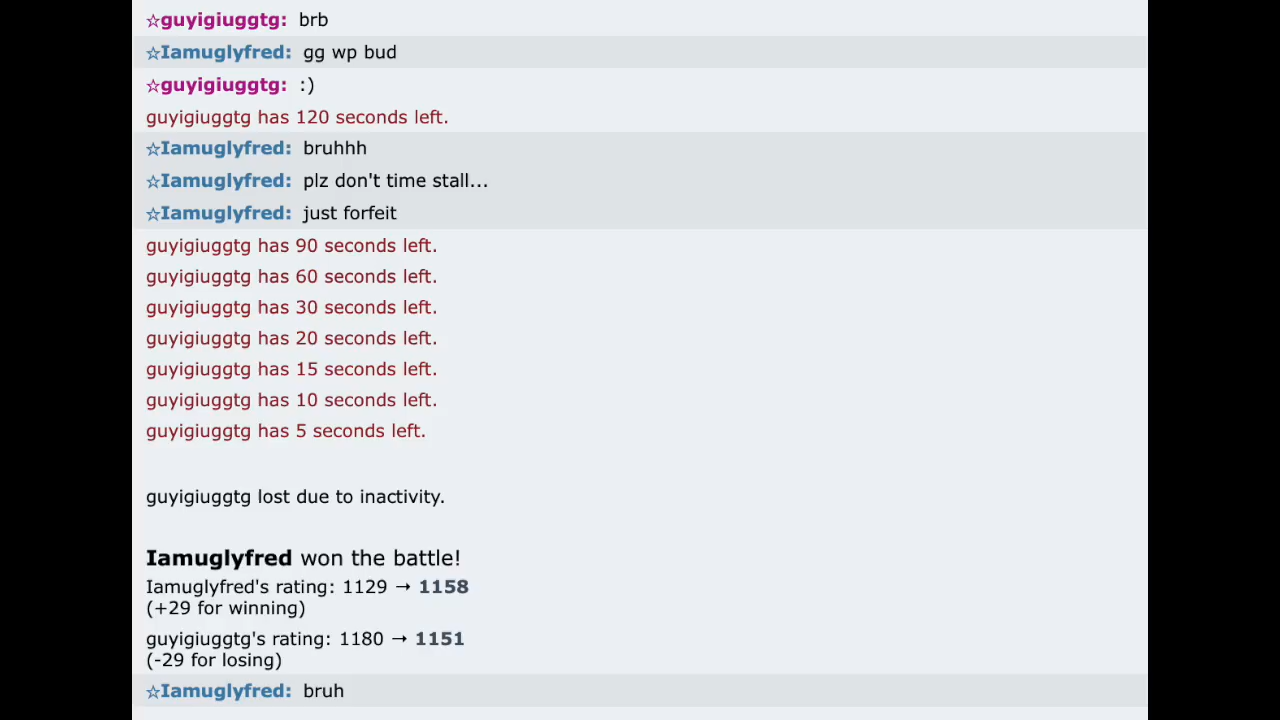 ☆guyigiuggtg: brb
☆Iamuglyfred: gg wp bud
☆guyigiuggtg: :)
guyigiuggtg has 120 seconds left.
☆Iamuglyfred: bruhhh
☆Iamuglyfred: plz don't time stall...
☆Iamuglyfred: just forfeit
guyigiuggtg has 90 seconds left.
guyigiuggtg has 60 seconds left.
guyigiuggtg has 30 seconds left.
guyigiuggtg has 20 seconds left.
guyigiuggtg has 15 seconds left.
guyigiuggtg has 10 seconds left.
guyigiuggtg has 5 seconds left.
guyigiuggtg lost due to inactivity.
Iamuglyfred won the battle!
Iamuglyfred's rating: 1129 → 1158
(+29 for winning)
guyigiuggtg's rating: 1180 → 1151
(-29 for losing)
☆Iamuglyfred: bruh